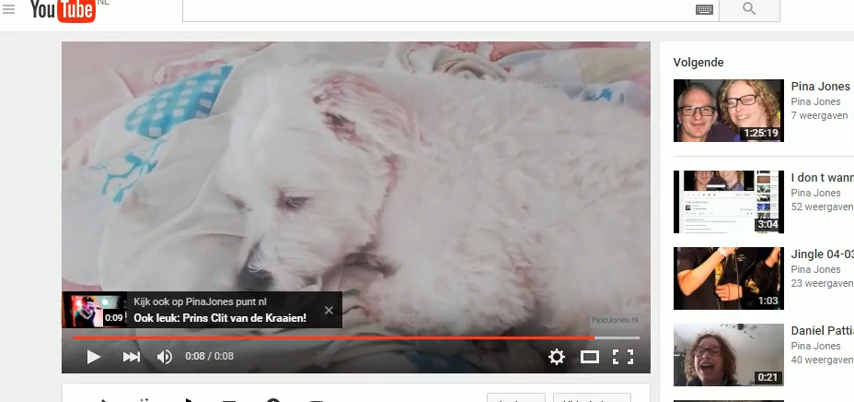 YouTube NL
Volgende
Pina Jones
Pina Jones
7 weergaven
1:25:19
I don t wann
Pina Jones
52 weergaven
3:04
Jingle 04-03
Pina Jones
23 weergaven
1:03
Daniel Pattia
Pina Jones
40 weergaven
0:21
Kijk ook op PinaJones punt nl
Ook leuk: Prins Clit van de Kraaien!
0:09
PinaJones.nl
0:08 / 0:08